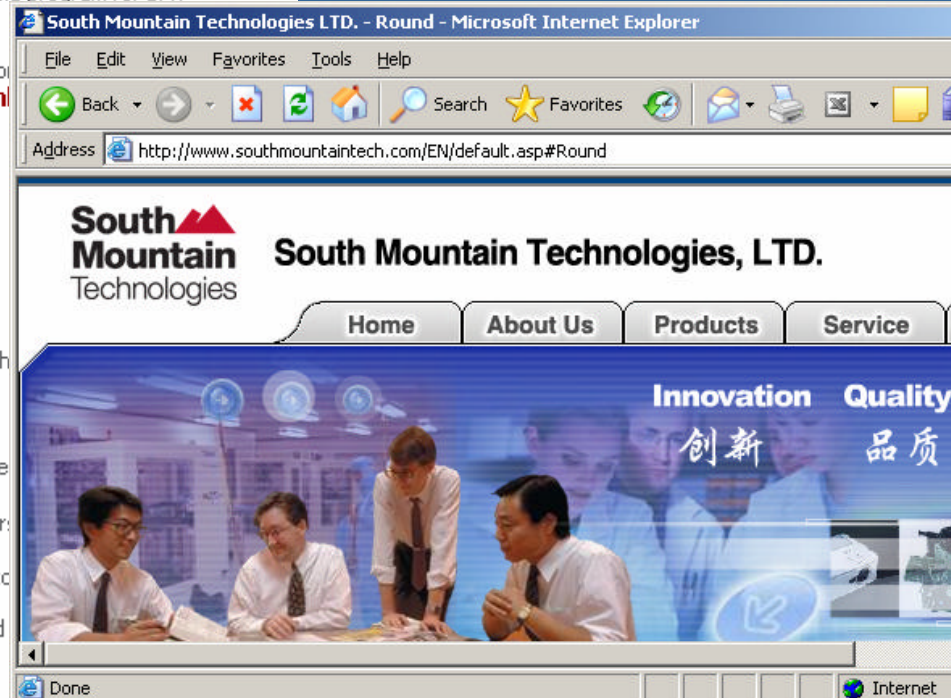 South Mountain Technologies LTD. - Round - Microsoft Internet Explorer
File Edit View Favorites Tools Help
Back Search Favorites
Address http://www.southmountaintech.com/EN/default.asp#Round
South
Mountain
Technologies
South Mountain Technologies, LTD.
Home About Us Products Service
Innovation Quality
创新 品质
Done Internet